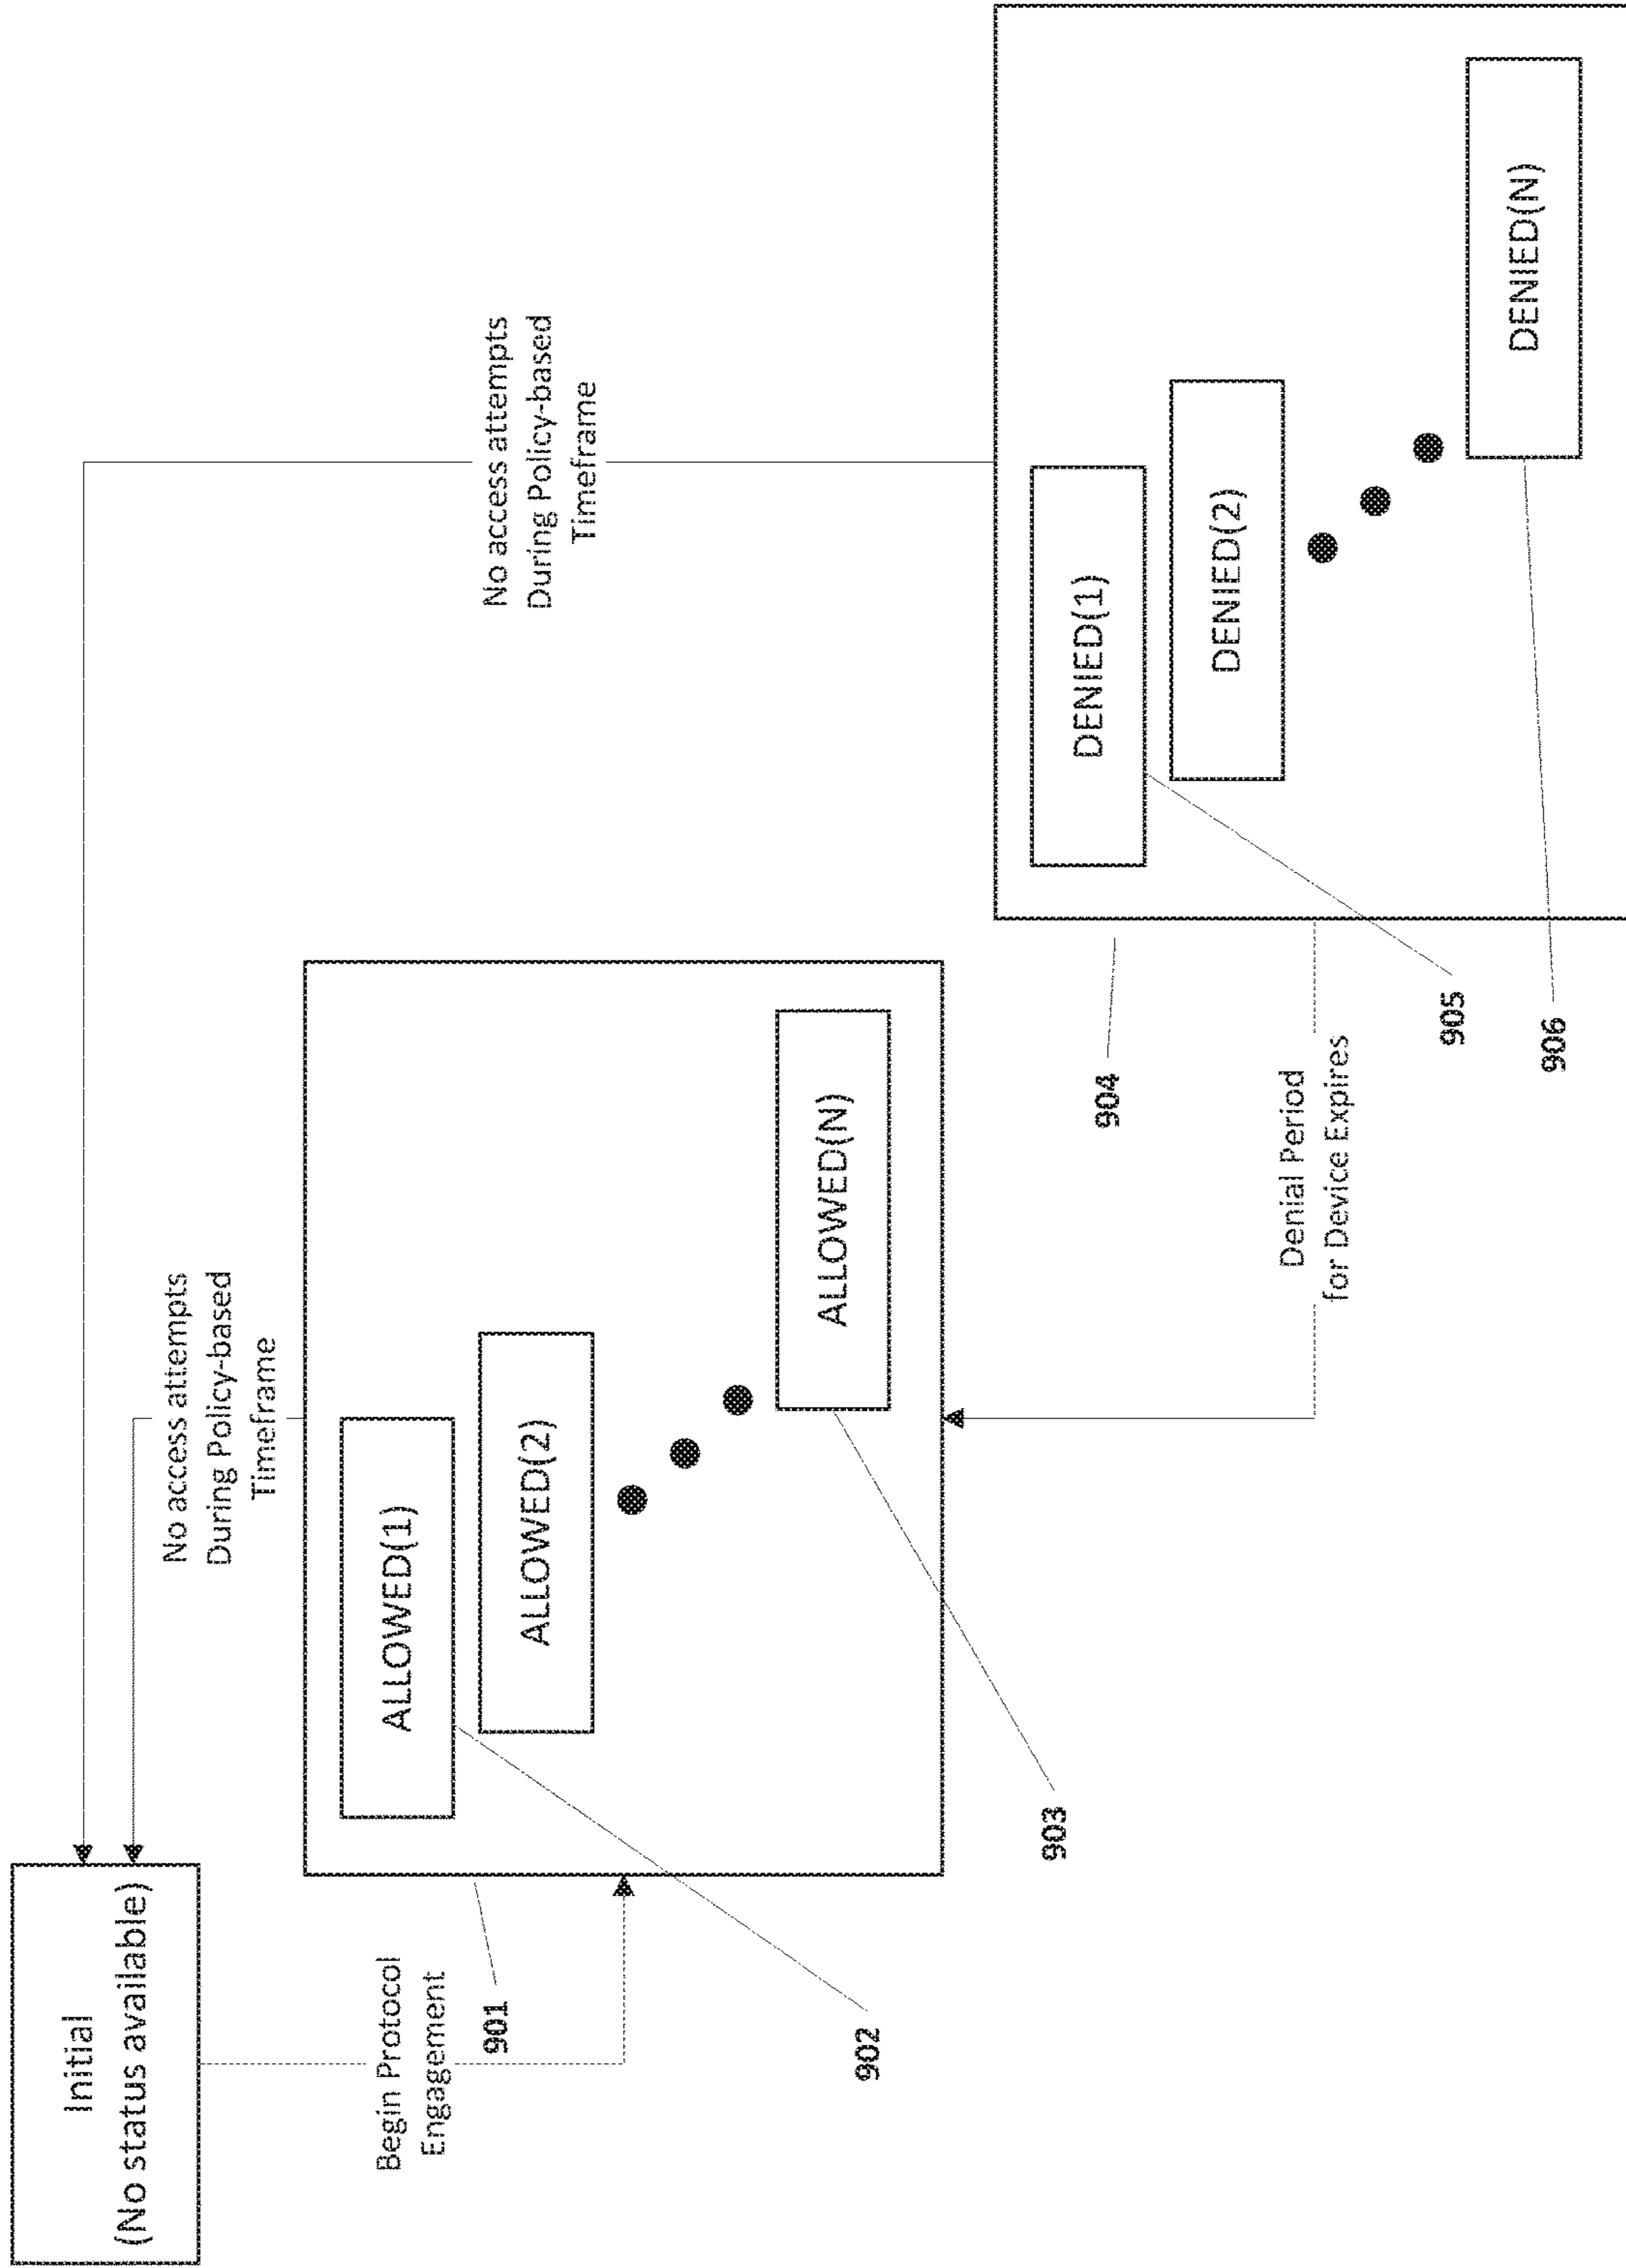 Initial
(No status available)
No access attempts
During Policy-based
Timeframe
No access attempts
During Policy-based
Timeframe
Begin Protocol
Engagement
901
ALLOWED(1)
ALLOWED(2)
ALLOWED(N)
902
903
Denial Period
for Device Expires
904
DENIED(1)
DENIED(2)
DENIED(N)
905
906